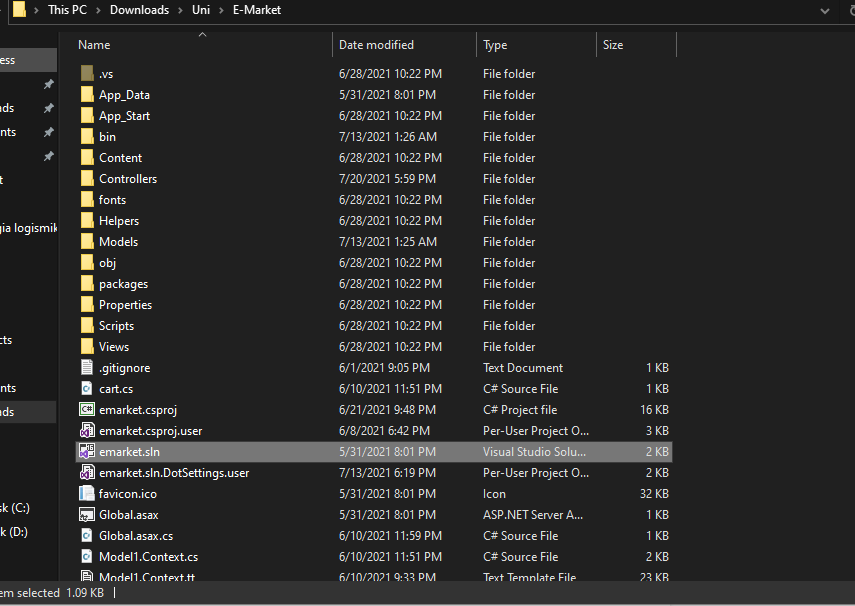 This PC > Downloads > Uni > E-Market
Name Date modified Type Size
ess
.vs 6/28/2021 10:22 PM File folder
App_Data 5/31/2021 8:01 PM File folder
nds App_Start 6/28/2021 10:22 PM File folder
nts bin 7/13/2021 1:26 AM File folder
Content 6/28/2021 10:22 PM File folder
t Controllers 7/20/2021 5:59 PM File folder
fonts 6/28/2021 10:22 PM File folder
gia logismik Helpers 6/28/2021 10:22 PM File folder
Models 7/13/2021 1:25 AM File folder
obj 6/28/2021 10:22 PM File folder
packages 6/28/2021 10:22 PM File folder
Properties 6/28/2021 10:22 PM File folder
Scripts 6/28/2021 10:22 PM File folder
cts Views 6/28/2021 10:22 PM File folder
.gitignore 6/1/2021 9:05 PM Text Document 1 KB
nts cart.cs 6/10/2021 11:51 PM C# Source File 1 KB
ds emarket.csproj 6/21/2021 9:48 PM C# Project file 16 KB
emarket.csproj.user 6/8/2021 6:42 PM Per-User Project O... 3 KB
emarket.sln 5/31/2021 8:01 PM Visual Studio Solu... 2 KB
emarket.sln.DotSettings.user 7/13/2021 6:19 PM Per-User Project O... 2 KB
favicon.ico 5/31/2021 8:01 PM Icon 32 KB
sk (C:) Global.asax 5/31/2021 8:01 PM ASP.NET Server A... 1 KB
k (D:) Global.asax.cs 6/10/2021 11:59 PM C# Source File 1 KB
Model1.Context.cs 6/10/2021 11:51 PM C# Source File 2 KB
Model1.Context.tt 6/10/2021 9:33 PM Text Template File 23 KB
em selected 1.09 KB